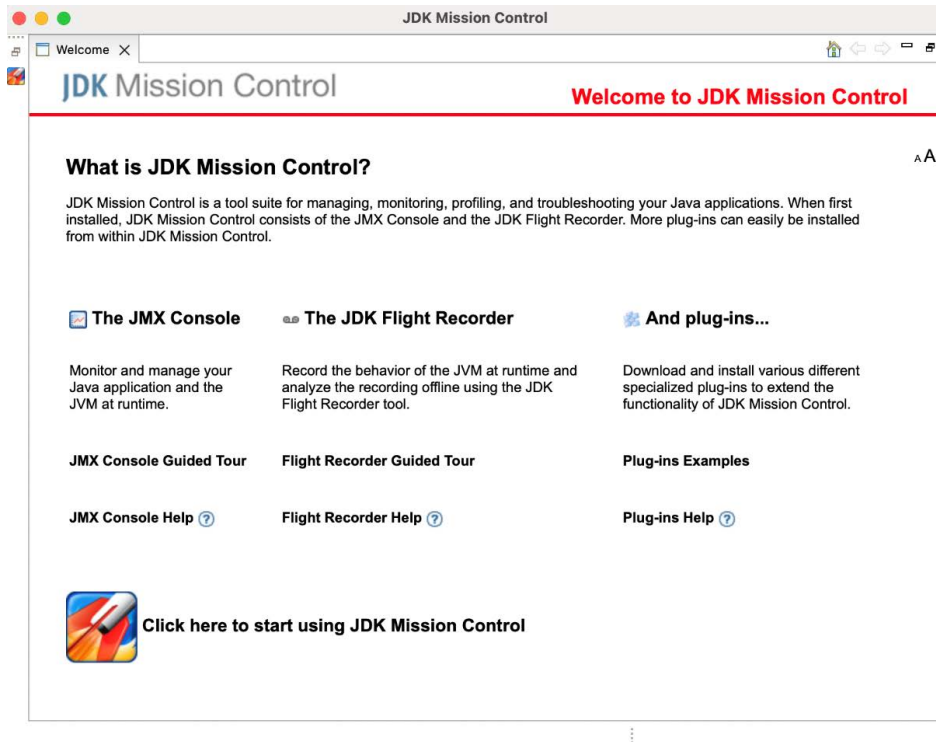 JDK Mission Control
Welcome
JDK Mission Control
Welcome to JDK Mission Control
A A
What is JDK Mission Control?
JDK Mission Control is a tool suite for managing, monitoring, profiling, and troubleshooting your Java applications. When first
installed, JDK Mission Control consists of the JMX Console and the JDK Flight Recorder. More plug-ins can easily be installed
from within JDK Mission Control.
The JMX Console
Monitor and manage your
Java application and the
JVM at runtime.
JMX Console Guided Tour
JMX Console Help ?
The JDK Flight Recorder
Record the behavior of the JVM at runtime and
analyze the recording offline using the JDK
Flight Recorder tool.
Flight Recorder Guided Tour
Flight Recorder Help ?
And plug-ins...
Download and install various different
specialized plug-ins to extend the
functionality of JDK Mission Control.
Plug-ins Examples
Plug-ins Help ?
Click here to start using JDK Mission Control